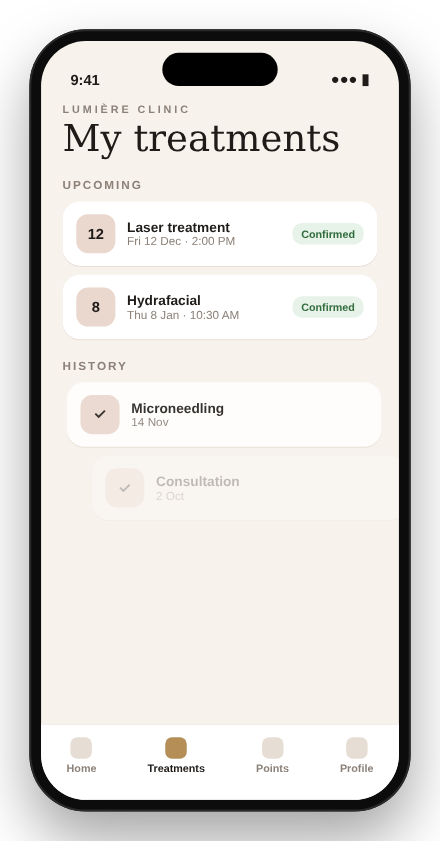 9:41
LUMIÈRE CLINIC
My treatments
UPCOMING
12
Laser treatment
Fri 12 Dec · 2:00 PM
Confirmed
8
Hydrafacial
Thu 8 Jan · 10:30 AM
Confirmed
HISTORY
Microneedling
14 Nov
Consultation
2 Oct
Home Treatments Points Profile